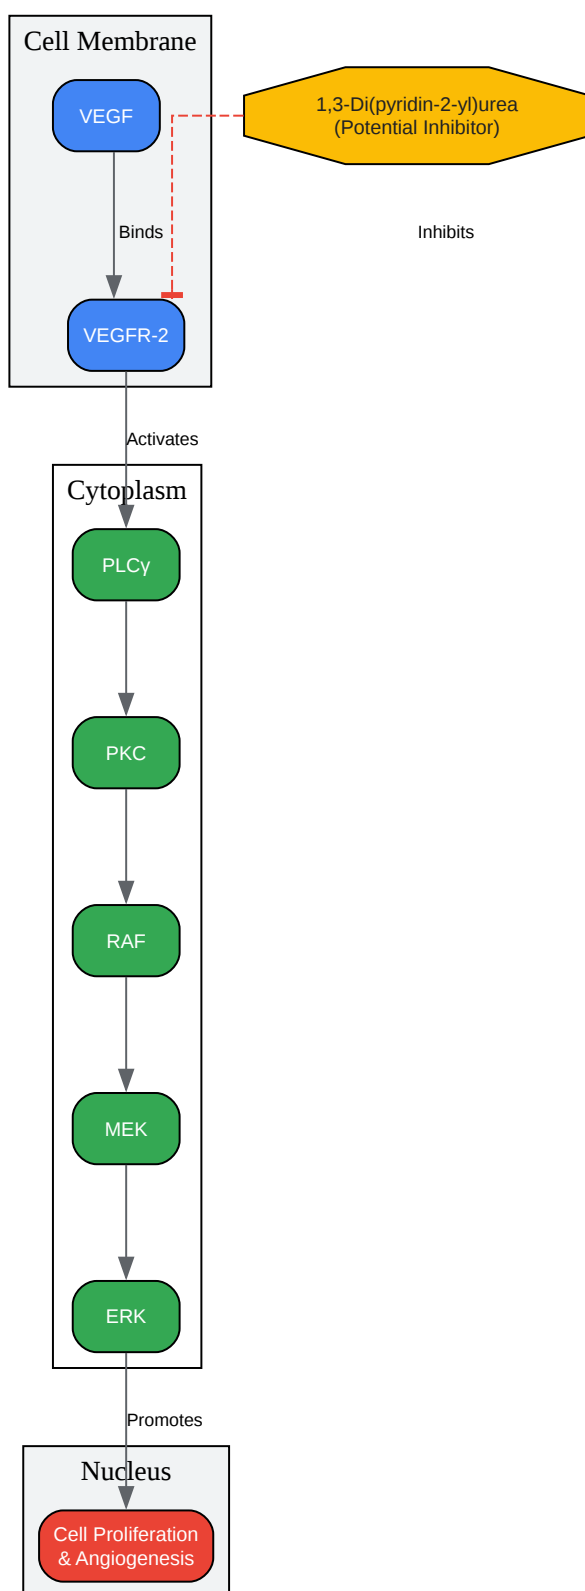 Cell Membrane
VEGF
1,3-Di(pyridin-2-yl)urea
(Potential Inhibitor)
Binds
Inhibits
VEGFR-2
Activates
Cytoplasm
PLCγ
PKC
RAF
MEK
ERK
Promotes
Nucleus
Cell Proliferation
& Angiogenesis